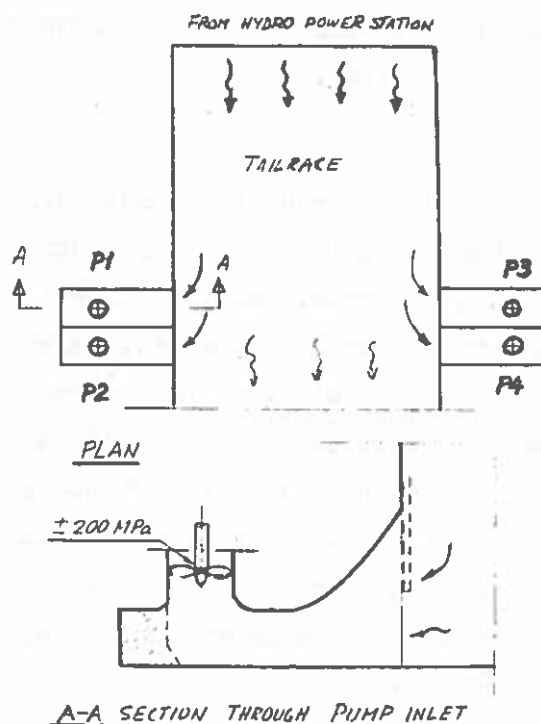 FROM HYDRO POWER STATION
TAILRACE
A
P1
A
P3
P2
P4
PLAN
± 200 MPa
A-A SECTION THROUGH PUMP INLET